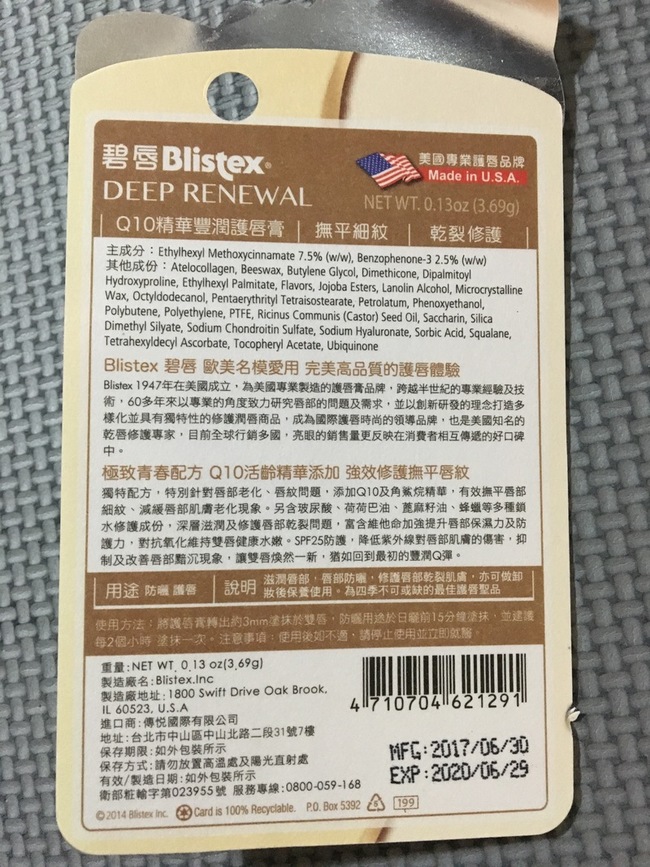 碧唇Blistex®
DEEP RENEWAL
美國專業護唇品牌
Made in U.S.A.
NET WT. 0.13oz (3.69g)
Q10精華豐潤護唇膏 | 撫平細紋 | 乾裂修護
主成分：Ethylhexyl Methoxycinnamate 7.5% (w/w), Benzophenone-3 2.5% (w/w)
其他成份：Atelocollagen, Beeswax, Butylene Glycol, Dimethicone, Dipalmitoyl
Hydroxyproline, Ethylhexyl Palmitate, Flavors, Jojoba Esters, Lanolin Alcohol, Microcrystalline
Wax, Octyldodecanol, Pentaerythrityl Tetraisostearate, Petrolatum, Phenoxyethanol,
Polybutene, Polyethylene, PTFE, Ricinus Communis (Castor) Seed Oil, Saccharin, Silica
Dimethyl Silyate, Sodium Chondroitin Sulfate, Sodium Hyaluronate, Sorbic Acid, Squalane,
Tetrahexyldecyl Ascorbate, Tocopheryl Acetate, Ubiquinone
Blistex 碧唇 歐美名模愛用 完美高品質的護唇體驗
Blistex 1947年在美國成立，為美國專業製造的護唇膏品牌，跨越半世紀的專業經驗及技
術，60多年來以專業的角度致力研究唇部的問題及需求，並以創新研發的理念打造多
樣化並具有獨特性的修護潤唇商品，成為國際護唇時尚的領導品牌，也是美國知名的
乾唇修護專家，目前全球行銷多國，亮眼的銷售量更反映在消費者相互傳遞的好口碑
中。
極致青春配方 Q10活齡精華添加 強效修護撫平唇紋
獨特配方，特別針對唇部老化、唇紋問題，添加Q10及角鯊烷精華，有效撫平唇部
細紋、減緩唇部肌膚老化現象。另含玻尿酸、荷荷巴油、蓖麻籽油、蜂蠟等多種鎖
水修護成份，深層滋潤及修護唇部乾裂問題，富含維他命加強提升唇部保濕力及防
護力，對抗氧化維持雙唇健康水嫩。SPF25防護，降低紫外線對唇部肌膚的傷害，抑
制及改善唇部黯沉現象，讓雙唇煥然一新，猶如回到最初的豐潤Q彈。
用途 防曬 護唇 | 說明 滋潤唇部，唇部防曬，修護唇部乾裂肌膚，亦可做卸
妝後保養使用。為四季不可或缺的最佳護唇聖品
使用方法：將護唇膏轉出約3mm塗抹於雙唇，防曬用途於日曬前15分鐘塗抹，並建議
每2個小時 塗抹一次。注意事項：使用後如不適，請停止使用並立即就醫。
重量:NET WT. 0.13 oz(3.69g)
製造廠名:Blistex.Inc
製造廠地址:1800 Swift Drive Oak Brook,
IL 60523, U.S.A
進口商:傳悅國際有限公司
地址:台北市中山區中山北路二段31號7樓
保存期限:如外包裝所示
保存方式:請勿放置高溫處及陽光直射處
有效/製造日期:如外包裝所示
衛部粧輸字第023955號 服務專線:0800-059-168
4 710704 621291
MFG:2017/06/30
EXP:2020/06/29
©2014 Blistex Inc. Card is 100% Recyclable. P.O. Box 5392 5 199